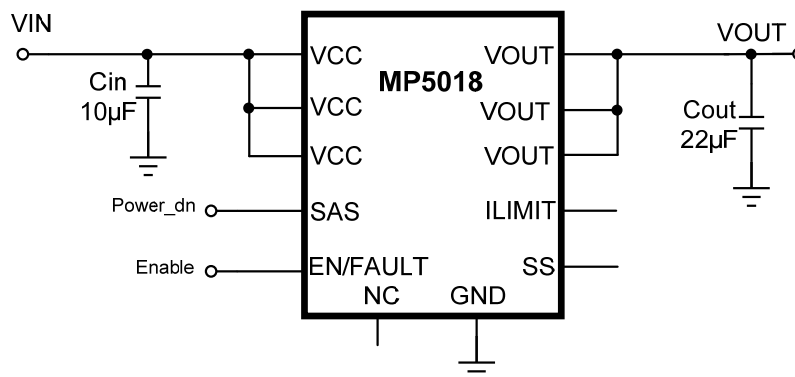 VIN
VOUT
VCC
VOUT
MP5018
Cin
10µF
VCC
VOUT
Cout
22µF
VCC
VOUT
Power_dn
SAS
ILIMIT
Enable
EN/FAULT
SS
NC
GND